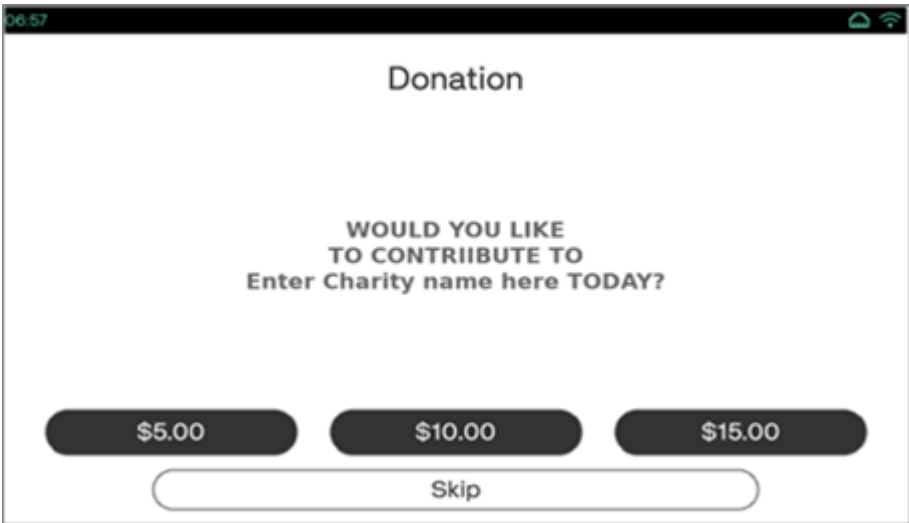 06:57
Donation
WOULD YOU LIKE
TO CONTRIIBUTE TO
Enter Charity name here TODAY?
$5.00 $10.00 $15.00
Skip